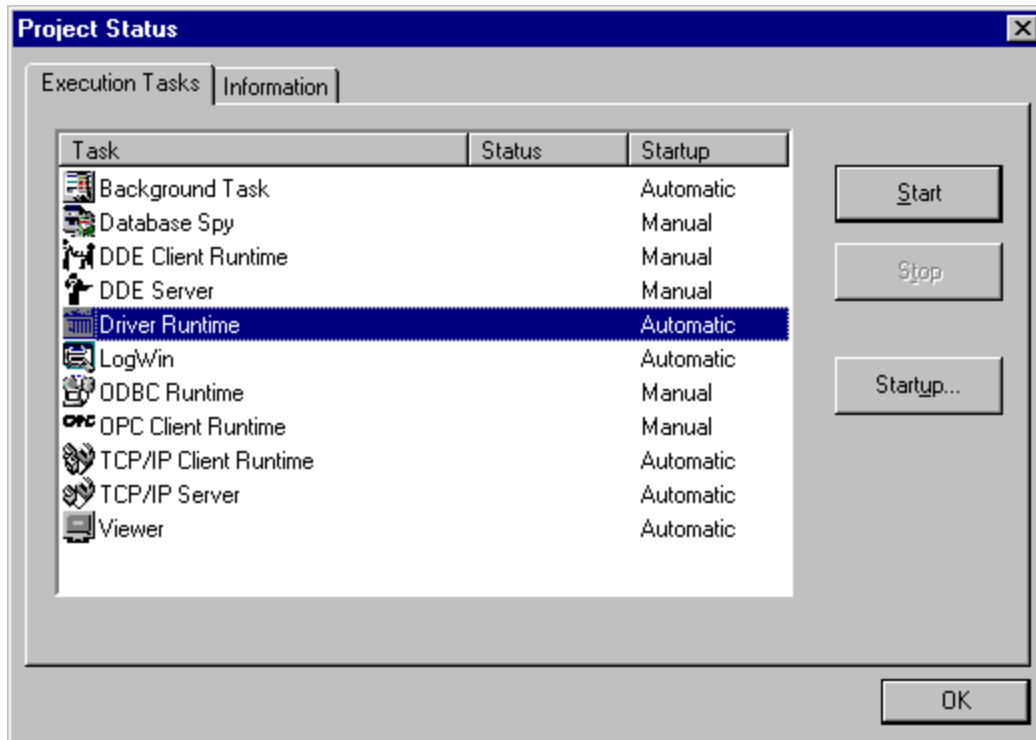 Project Status
Execution Tasks Information
Task Status Startup
Background Task Automatic
Database Spy Manual
DDE Client Runtime Manual
DDE Server Manual
Driver Runtime Automatic
LogWin Automatic
ODBC Runtime Manual
OPC OPC Client Runtime Manual
TCP/IP Client Runtime Automatic
TCP/IP Server Automatic
Viewer Automatic
Start
Stop
Startup...
OK